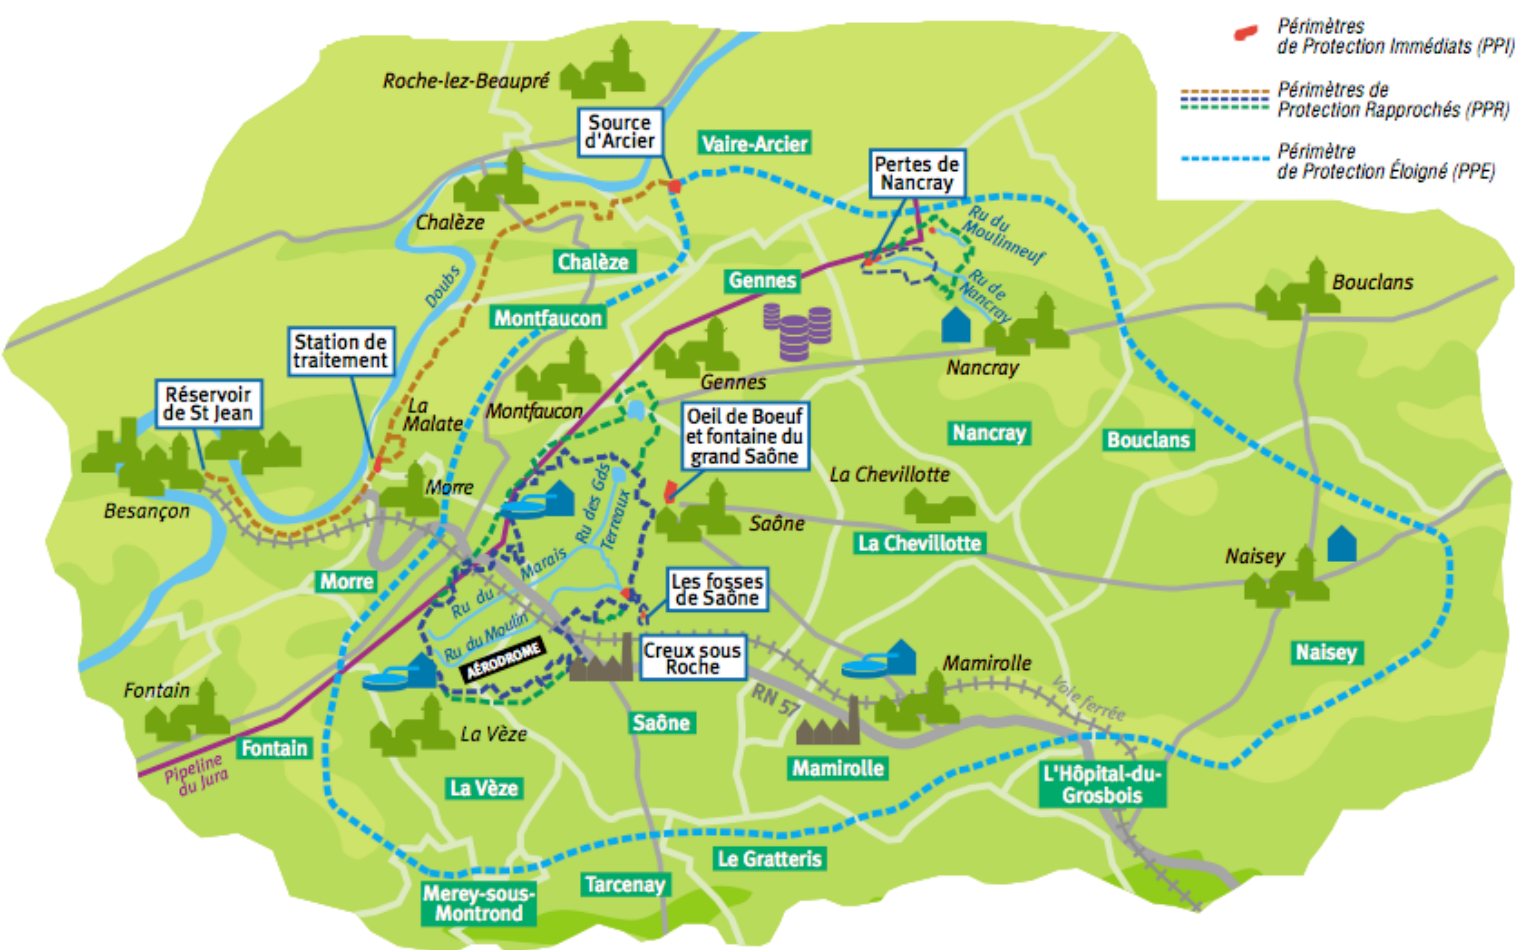 Périmètres
de Protection Immédiats (PPI)
Périmètres de
Protection Rapprochés (PPR)
Périmètre
de Protection Éloigné (PPE)
Roche-lez-Beaupré
Source
d'Arcier
Vaire-Arcier
Pertes de
Nancray
Chalèze
Ru du
Moulinneuf
Chalèze
Doubs
Gennes
Ru de
Nancray
Bouclans
Montfaucon
Station de
traitement
Gennes
Nancray
Réservoir
de St Jean
La
Malate
Montfaucon
Oeil de Boeuf
et fontaine du
grand Saône
Nancray
Bouclans
La Chevillotte
Morre
Besançon
Ru des Gds
Terreaux
Saône
La Chevillotte
Naisey
Morre
Ru du Marais
Les fosses
de Saône
Ru du Moulin
AÉRODROME
Creux sous
Roche
Naisey
Mamirolle
Fontain
RN 57
Voie ferrée
La Vèze
Saône
Fontain
Pipeline
du Jura
Mamirolle
L'Hôpital-du-
Grosbois
La Vèze
Le Gratteris
Tarcenay
Merey-sous-
Montrond